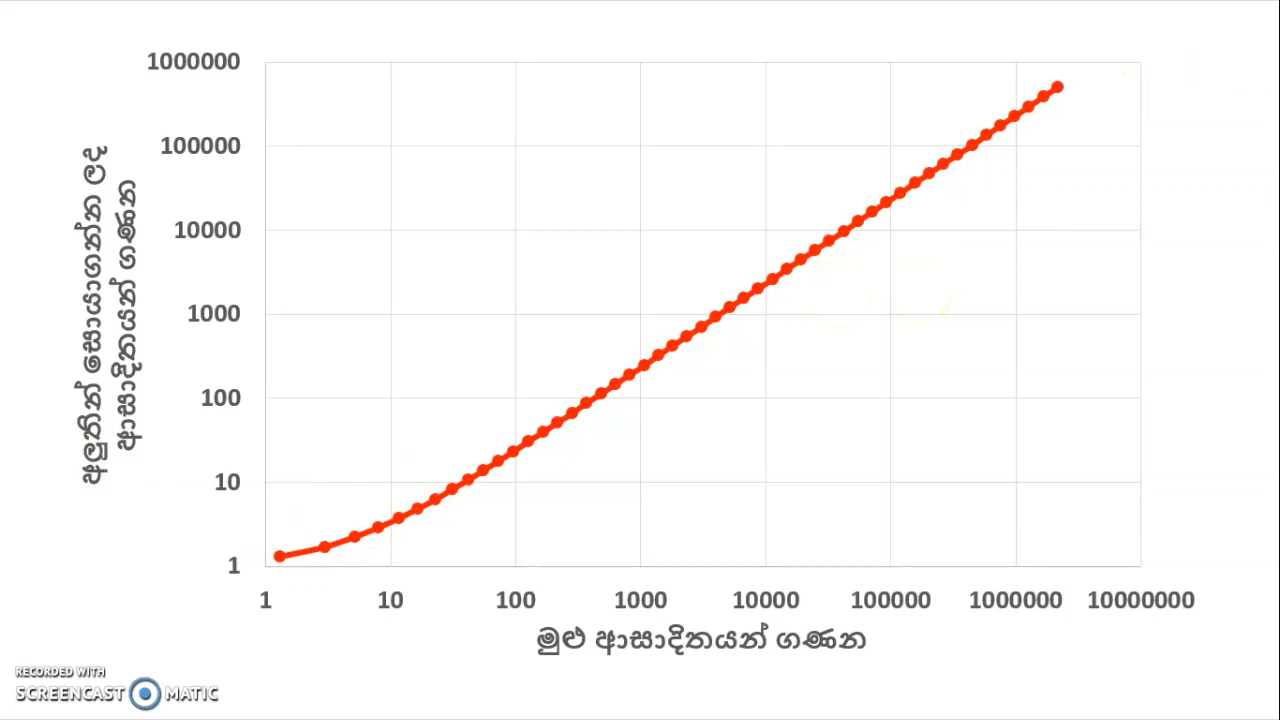 1000000
100000
10000
1000
100
10
1
අලුතින් සොයාගන්න ලද
ආසාදිතයන් ගණන
1 10 100 1000 10000 100000 1000000 10000000
මුළු ආසාදිතයන් ගණන
RECORDED WITH
SCREENCAST MATIC